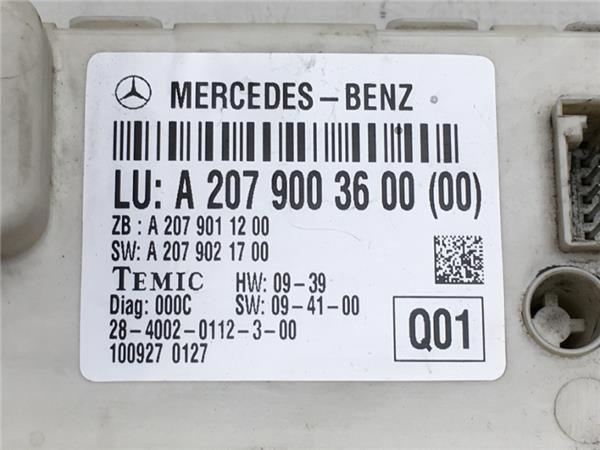 MERCEDES-BENZ
LU: A 207 900 36 00 (00)
ZB : A 207 901 12 00
SW: A 207 902 17 00
TEMIC HW: 09-39
Diag: 000C SW: 09-41-00
28-4002-0112-3-00
100927 0127
Q01